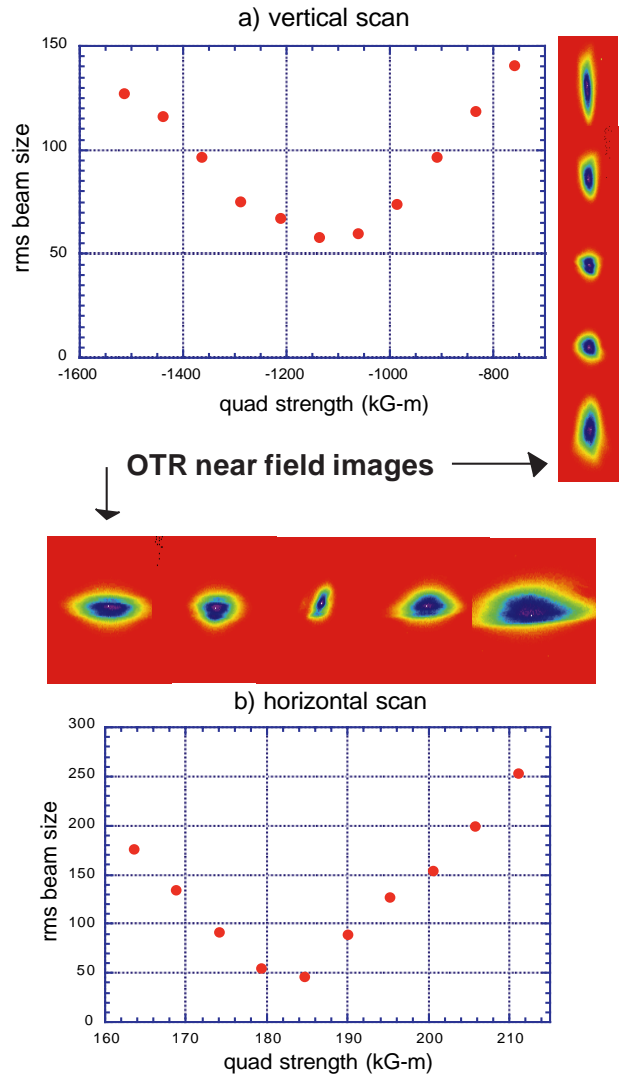 a) vertical scan
150
100
50
0
rms beam size
-1600 -1400 -1200 -1000 -800
quad strength (kG-m)
OTR near field images
b) horizontal scan
300
250
200
150
100
50
0
rms beam size
160 170 180 190 200 210
quad strength (kG-m)